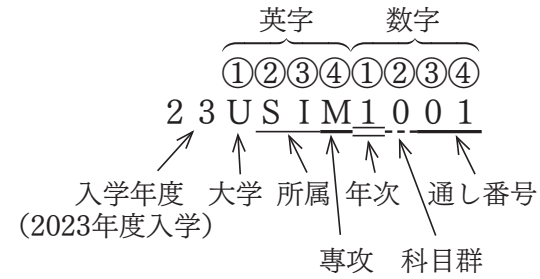 英字 数字
①②③④①②③④
23USIM1001
入学年度 大学 所属 年次 通し番号
(2023年度入学)
専攻 科目群